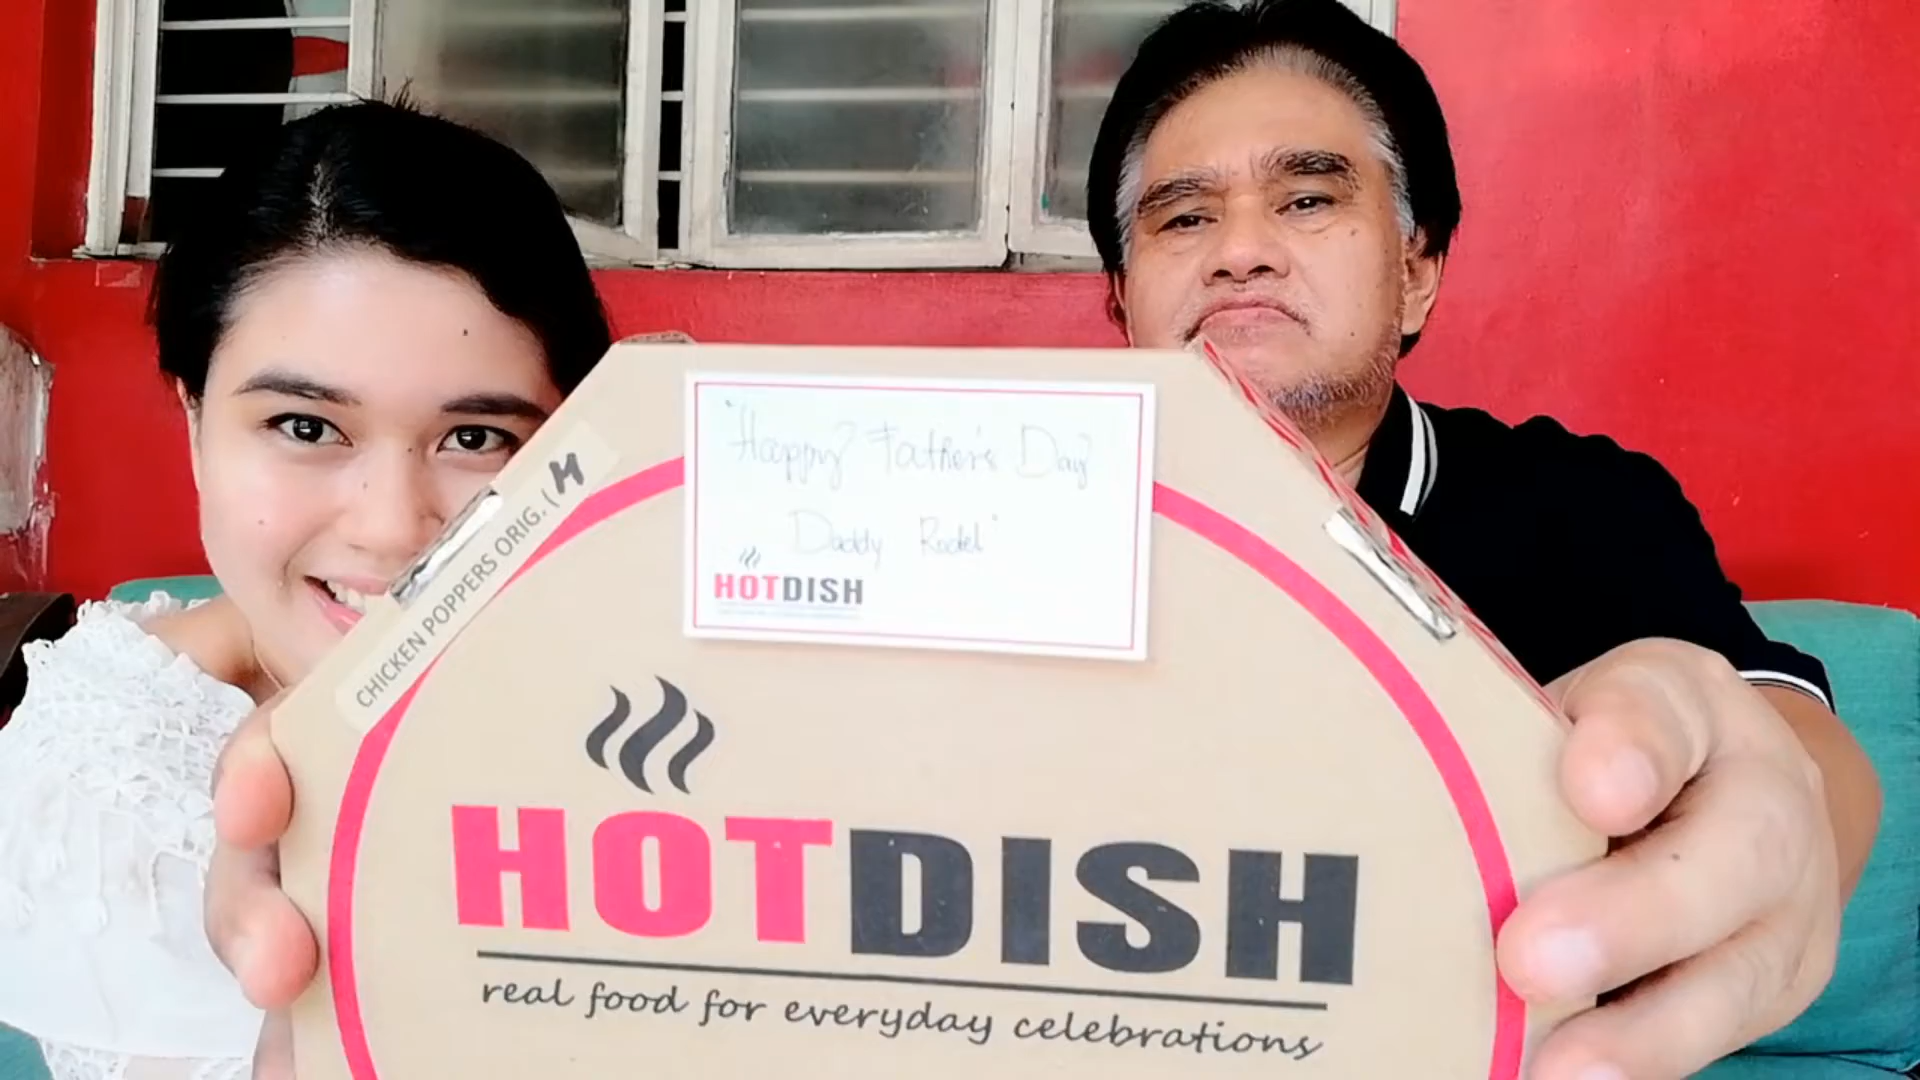 "Happy Father's Day
Daddy Rodel"
HOTDISH
CHICKEN POPPERS ORIG. (M
HOTDISH
real food for everyday celebrations